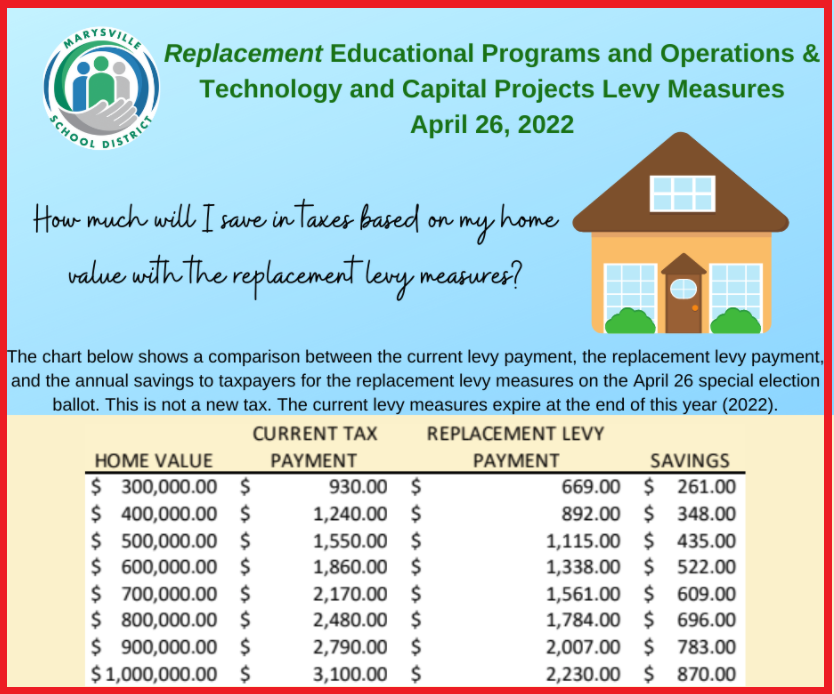 MARYSVILLE
SCHOOL DISTRICT
Replacement Educational Programs and Operations &
Technology and Capital Projects Levy Measures
April 26, 2022
How much will I save in taxes based on my home
value with the replacement levy measures?
The chart below shows a comparison between the current levy payment, the replacement levy payment,
and the annual savings to taxpayers for the replacement levy measures on the April 26 special election
ballot. This is not a new tax. The current levy measures expire at the end of this year (2022).
CURRENT TAX REPLACEMENT LEVY
HOME VALUE PAYMENT PAYMENT SAVINGS
$ 300,000.00 $ 930.00 $ 669.00 $ 261.00
$ 400,000.00 $ 1,240.00 $ 892.00 $ 348.00
$ 500,000.00 $ 1,550.00 $ 1,115.00 $ 435.00
$ 600,000.00 $ 1,860.00 $ 1,338.00 $ 522.00
$ 700,000.00 $ 2,170.00 $ 1,561.00 $ 609.00
$ 800,000.00 $ 2,480.00 $ 1,784.00 $ 696.00
$ 900,000.00 $ 2,790.00 $ 2,007.00 $ 783.00
$ 1,000,000.00 $ 3,100.00 $ 2,230.00 $ 870.00